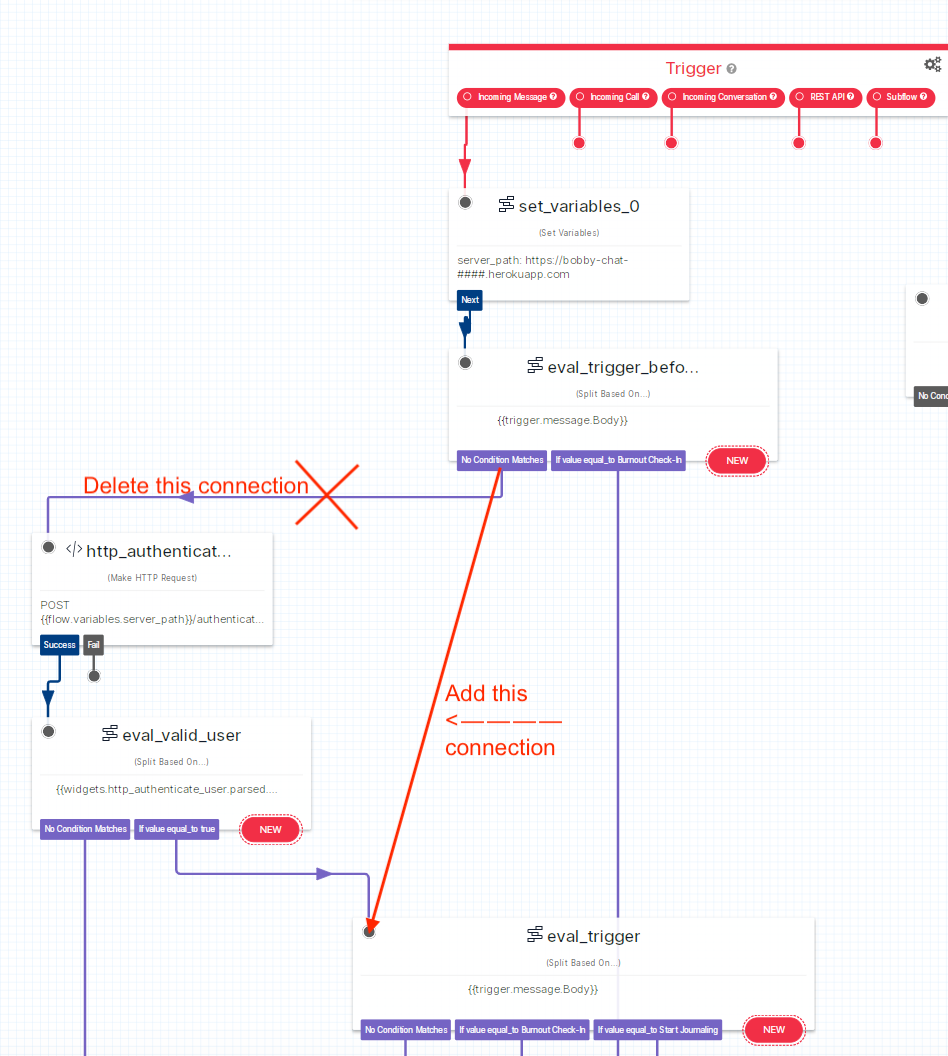 Trigger
Incoming Message
Incoming Call
Incoming Conversation
REST API
Subflow
set_variables_0
(Set Variables)
server_path: https://bobby-chat-
####.herokuapp.com
Next
eval_trigger_befo...
(Split Based On...)
{{trigger.message.Body}}
No Condition Matches
If value equal_to Burnout Check-In
NEW
No Cond
Delete this connection
</> http_authenticat...
(Make HTTP Request)
POST
{{flow.variables.server_path}}/authenticat...
Success
Fail
Add this
<————
connection
eval_valid_user
(Split Based On...)
{{widgets.http_authenticate_user.parsed....
No Condition Matches
If value equal_to true
NEW
eval_trigger
(Split Based On...)
{{trigger.message.Body}}
No Condition Matches
If value equal_to Burnout Check-In
If value equal_to Start Journaling
NEW